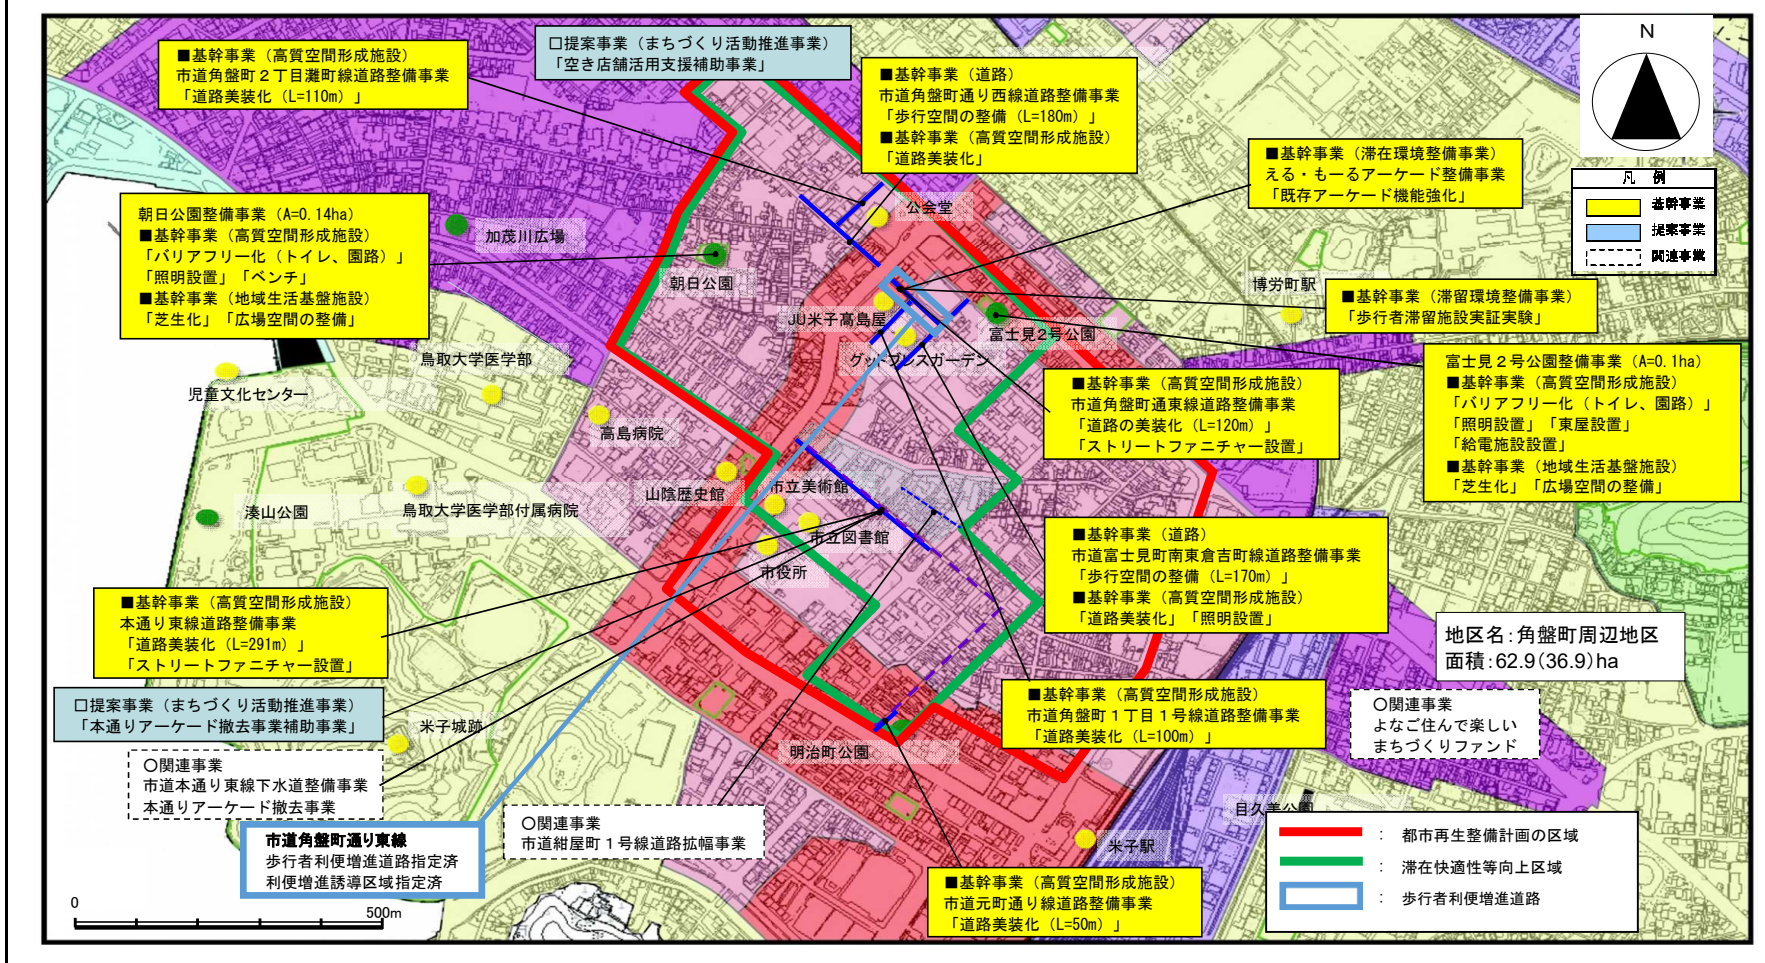 ■基幹事業（高質空間形成施設）
市道角盤町２丁目灘町線道路整備事業
「道路美装化（L=110m）」
□提案事業（まちづくり活動推進事業）
「空き店舗活用支援補助事業」
■基幹事業（道路）
市道角盤町通り西線道路整備事業
「歩行空間の整備（L=180m）」
■基幹事業（高質空間形成施設）
「道路美装化」
■基幹事業（滞在環境整備事業）
える・もーるアーケード整備事業
「既存アーケード機能強化」
N
凡　例
基幹事業
提案事業
関連事業
朝日公園整備事業（A=0.14ha）
■基幹事業（高質空間形成施設）
「バリアフリー化（トイレ、園路）」
「照明設置」「ベンチ」
■基幹事業（地域生活基盤施設）
「芝生化」「広場空間の整備」
加茂川広場
朝日公園
公会堂
JU米子髙島屋
グッドブレスガーデン
富士見２号公園
博労町駅
■基幹事業（滞留環境整備事業）
「歩行者滞留施設実証実験」
富士見２号公園整備事業（A=0.1ha）
■基幹事業（高質空間形成施設）
「バリアフリー化（トイレ、園路）」
「照明設置」「東屋設置」
「給電施設設置」
■基幹事業（地域生活基盤施設）
「芝生化」「広場空間の整備」
■基幹事業（高質空間形成施設）
市道角盤町通東線道路整備事業
「道路の美装化（L=120m）」
「ストリートファニチャー設置」
鳥取大学医学部
児童文化センター
高島病院
山陰歴史館
市立美術館
鳥取大学医学部付属病院
湊山公園
市立図書館
市役所
■基幹事業（道路）
市道富士見町南東倉吉町線道路整備事業
「歩行空間の整備（L=170m）」
■基幹事業（高質空間形成施設）
「道路美装化」「照明設置」
■基幹事業（高質空間形成施設）
本通り東線道路整備事業
「道路美装化（L=291m）」
「ストリートファニチャー設置」
地区名：角盤町周辺地区
面積：62.9（36.9）ha
□提案事業（まちづくり活動推進事業）
「本通りアーケード撤去事業補助事業」
米子城跡
■基幹事業（高質空間形成施設）
市道角盤町１丁目１号線道路整備事業
「道路美装化（L=100m）」
〇関連事業
よなご住んで楽しい
まちづくりファンド
明治町公園
〇関連事業
市道本通り東線下水道整備事業
本通りアーケード撤去事業
市道角盤町通り東線
歩行者利便増進道路指定済
利便増進誘導区域指定済
〇関連事業
市道紺屋町１号線道路拡幅事業
目久美公園
米子駅
■基幹事業（高質空間形成施設）
市道元町通り線道路整備事業
「道路美装化（L=50m）」
： 都市再生整備計画の区域
： 滞在快適性等向上区域
： 歩行者利便増進道路
0
500m